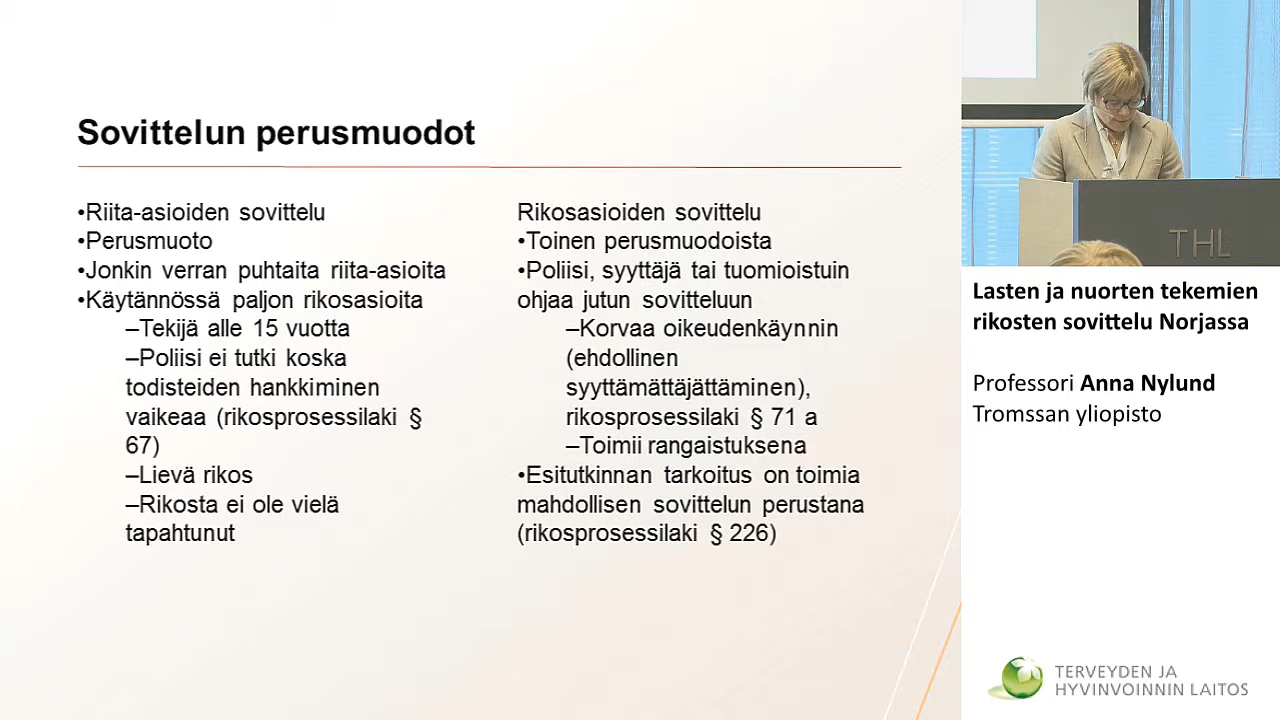 Sovittelun perusmuodot
•Riita-asioiden sovittelu
•Perusmuoto
•Jonkin verran puhtaita riita-asioita
•Käytännössä paljon rikosasioita
–Tekijä alle 15 vuotta
–Poliisi ei tutki koska
todisteiden hankkiminen
vaikeaa (rikosprosessilaki §
67)
–Lievä rikos
–Rikosta ei ole vielä
tapahtunut
Rikosasioiden sovittelu
•Toinen perusmuodoista
•Poliisi, syyttäjä tai tuomioistuin
ohjaa jutun sovitteluun
–Korvaa oikeudenkäynnin
(ehdollinen
syyttämättäjättäminen),
rikosprosessilaki § 71 a
–Toimii rangaistuksena
•Esitutkinnan tarkoitus on toimia
mahdollisen sovittelun perustana
(rikosprosessilaki § 226)
THL
Lasten ja nuorten tekemien
rikosten sovittelu Norjassa
Professori Anna Nylund
Tromssan yliopisto
TERVEYDEN JA
HYVINVOINNIN LAITOS